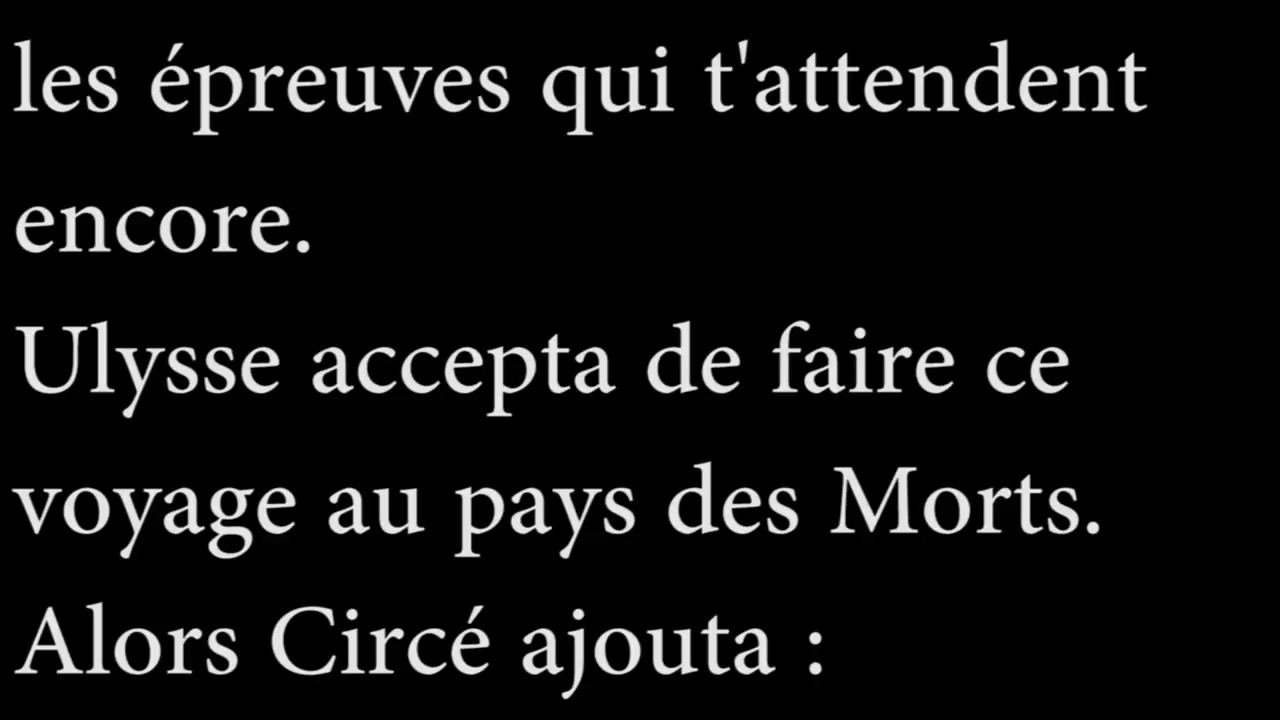 les épreuves qui t'attendent
encore.
Ulysse accepta de faire ce
voyage au pays des Morts.
Alors Circé ajouta :